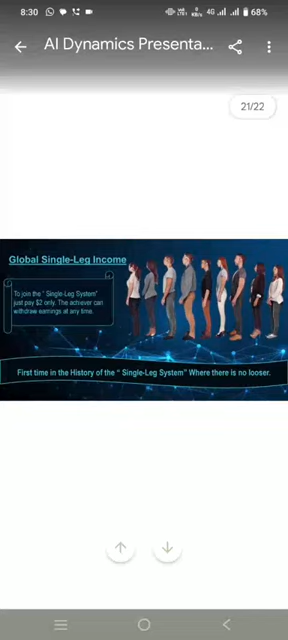 8:30
4G
68%
AI Dynamics Presenta...
21/22
Global Single-Leg Income
To join the “ Single-Leg System”
just pay $2 only. The achiever can
withdraw earnings at any time.
First time in the History of the “ Single-Leg System” Where there is no looser.